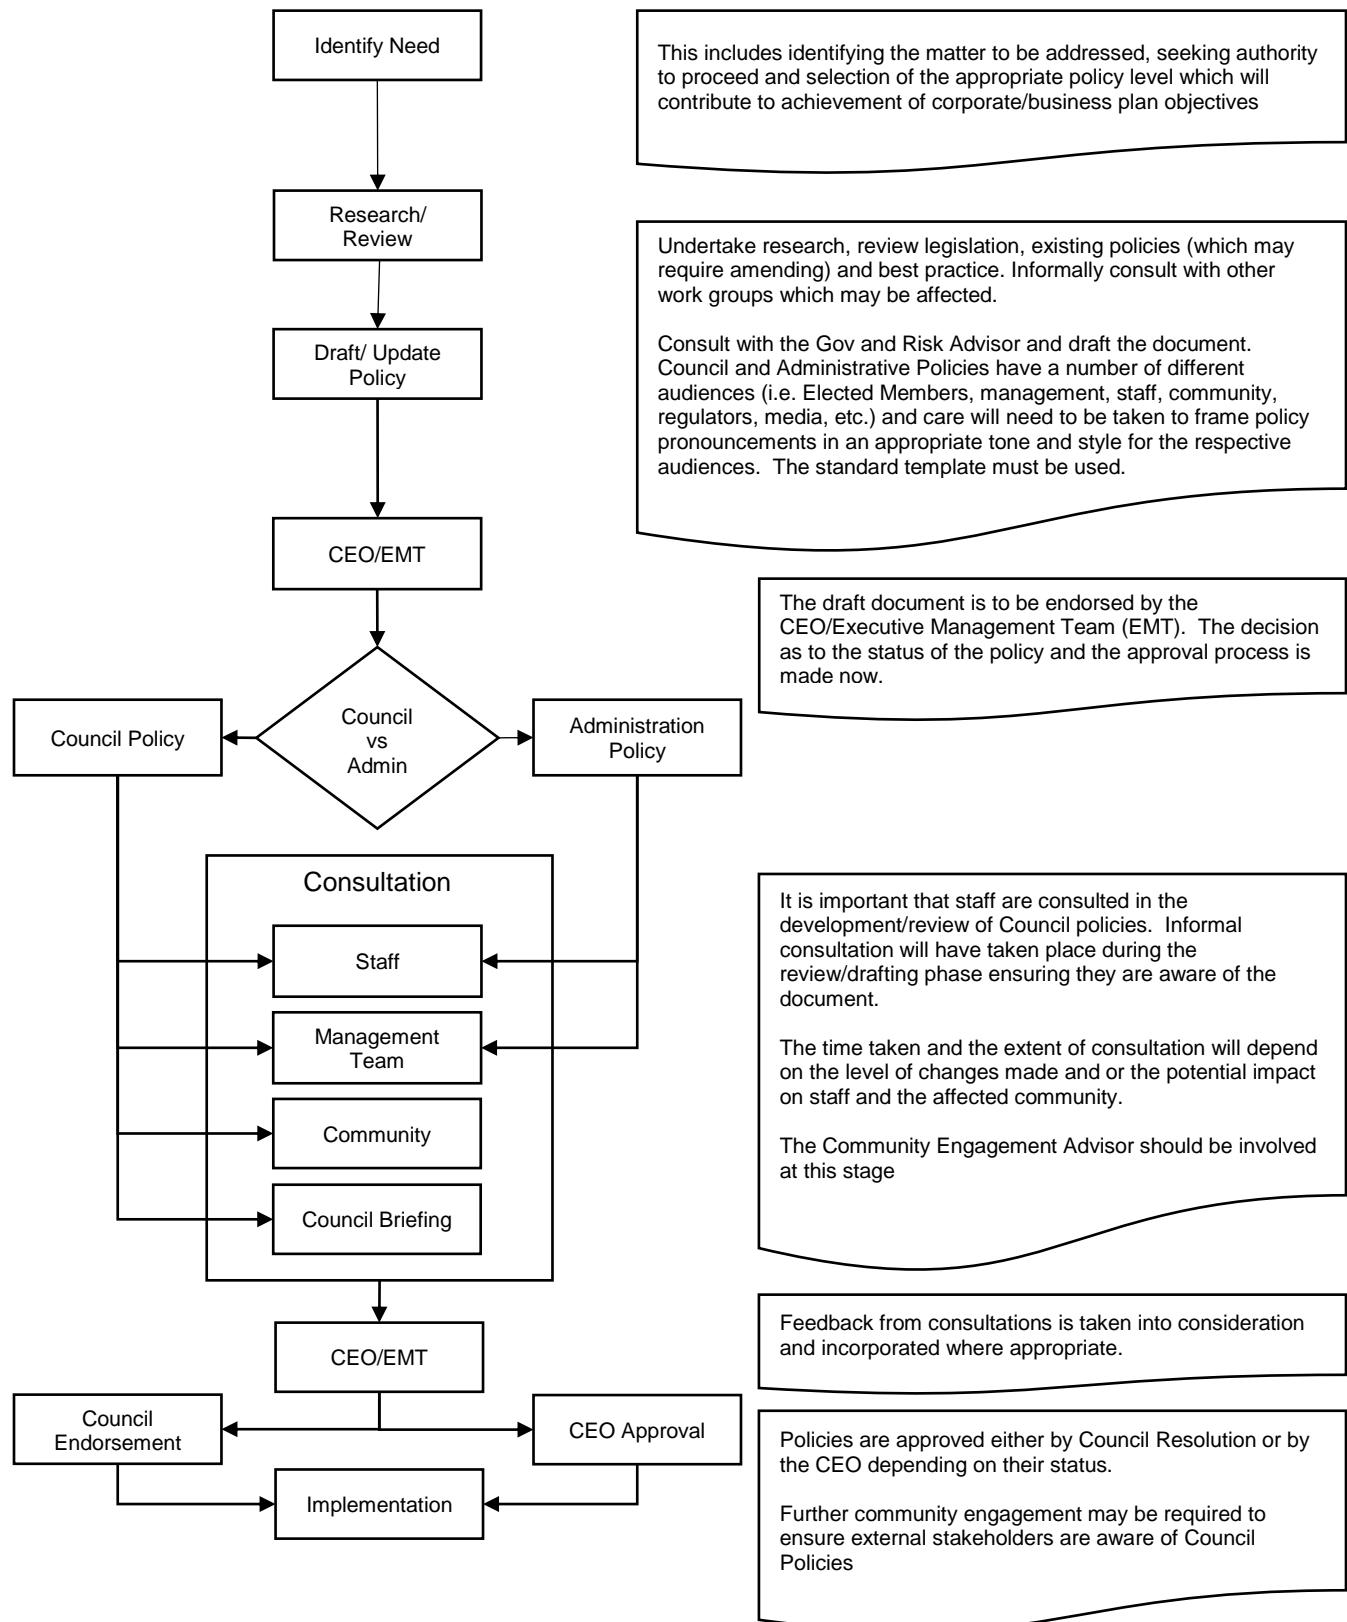 Identify Need
This includes identifying the matter to be addressed, seeking authority
to proceed and selection of the appropriate policy level which will
contribute to achievement of corporate/business plan objectives
Research/
Review
Undertake research, review legislation, existing policies (which may
require amending) and best practice. Informally consult with other
work groups which may be affected.
Consult with the Gov and Risk Advisor and draft the document.
Council and Administrative Policies have a number of different
audiences (i.e. Elected Members, management, staff, community,
regulators, media, etc.) and care will need to be taken to frame policy
pronouncements in an appropriate tone and style for the respective
audiences.  The standard template must be used.
Draft/ Update
Policy
CEO/EMT
The draft document is to be endorsed by the
CEO/Executive Management Team (EMT).  The decision
as to the status of the policy and the approval process is
made now.
Council Policy
Council
vs
Admin
Administration
Policy
Consultation
Staff
Management
Team
Community
Council Briefing
It is important that staff are consulted in the
development/review of Council policies.  Informal
consultation will have taken place during the
review/drafting phase ensuring they are aware of the
document.
The time taken and the extent of consultation will depend
on the level of changes made and or the potential impact
on staff and the affected community.
The Community Engagement Advisor should be involved
at this stage
CEO/EMT
Feedback from consultations is taken into consideration
and incorporated where appropriate.
Council
Endorsement
CEO Approval
Implementation
Policies are approved either by Council Resolution or by
the CEO depending on their status.
Further community engagement may be required to
ensure external stakeholders are aware of Council
Policies